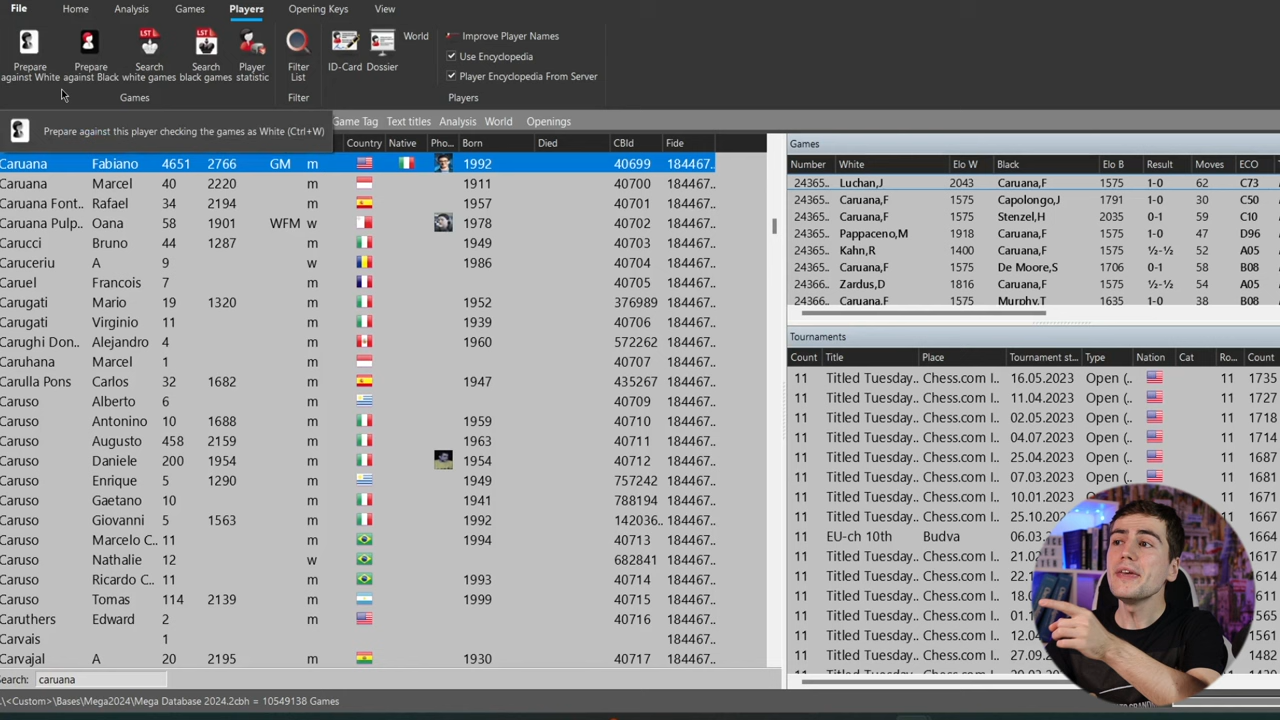 File Home Analysis Games Players Opening Keys View
Prepare against White
Prepare against Black
Search white games
Search black games
Player statistic
Filter List
ID-Card Dossier World
Improve Player Names
Use Encyclopedia
Player Encyclopedia From Server
Games Filter Players
Prepare against this player checking the games as White (Ctrl+W)
Game Tag Text titles Analysis World Openings
Country Native Pho... Born Died CBId Fide
Caruana Fabiano 4651 2766 GM m 1992 40699 184467..
Caruana Marcel 40 2220 m 1911 40700 184467..
Caruana Font.. Rafael 34 2194 m 1957 40701 184467..
Caruana Pulp.. Oana 58 1901 WFM w 1978 40702 184467..
Carucci Bruno 44 1287 m 1949 40703 184467..
Caruceriu A 9 w 1986 40704 184467..
Caruel Francois 7 m 40705 184467..
Carugati Mario 19 1320 m 1952 376989 184467..
Carugati Virginio 11 m 1939 40706 184467..
Carughi Don.. Alejandro 4 m 1960 572262 184467..
Caruhana Marcel 1 m 40707 184467..
Carulla Pons Carlos 32 1682 m 1947 435267 184467..
Caruso Alberto 6 m 40709 184467..
Caruso Antonino 10 1688 m 1959 40710 184467..
Caruso Augusto 458 2159 m 1963 40711 184467..
Caruso Daniele 200 1954 m 1954 40712 184467..
Caruso Enrique 5 1290 m 1949 757242 184467..
Caruso Gaetano 10 m 1941 788194 184467..
Caruso Giovanni 5 1563 m 1992 142036.. 184467..
Caruso Marcelo C.. 11 m 1994 40713 184467..
Caruso Nathalie 12 w 682841 184467..
Caruso Ricardo C.. 11 m 1993 40714 184467..
Caruso Tomas 114 2139 m 1999 40715 184467..
Caruthers Edward 2 m 40716 184467..
Carvais 1 184467..
Carvajal A 20 2195 m 1930 40717 184467..
Search: caruana
.\<Custom>\Bases\Mega2024\Mega Database 2024.2cbh = 10549138 Games
Games
Number White Elo W Black Elo B Result Moves ECO
24365.. Luchan,J 2043 Caruana,F 1575 1-0 62 C73
24365.. Caruana,F 1575 Capolongo,J 1791 1-0 30 C50
24365.. Caruana,F 1575 Stenzel,H 2035 0-1 59 C10
24365.. Pappaceno,M 1918 Caruana,F 1575 1-0 47 D96
24365.. Kahn,R 1400 Caruana,F 1575 ½-½ 52 A05
24365.. Caruana,F 1575 De Moore,S 1706 0-1 58 B08
24365.. Zardus,D 1816 Caruana,F 1575 ½-½ 54 A05
24366.. Caruana,F 1575 Murphy,T 1635 1-0 38 B08
Tournaments
Count Title Place Tournament st... Type Nation Cat Ro... Count
11 Titled Tuesday.. Chess.com I.. 16.05.2023 Open (.. 11 1735
11 Titled Tuesday.. Chess.com I.. 11.04.2023 Open (.. 11 1727
11 Titled Tuesday.. Chess.com I.. 02.05.2023 Open (.. 11 1718
11 Titled Tuesday.. Chess.com I.. 04.07.2023 Open (.. 11 1714
11 Titled Tuesday.. Chess.com I.. 25.04.2023 Open (.. 11 1687
11 Titled Tuesday.. Chess.com I.. 07.03.2023 Open (.. 11 1681
11 Titled Tuesday.. Chess.com I.. 10.01.2023 Open (.. 1671
11 Titled Tuesday.. Chess.com I.. 25.10. 1667
11 EU-ch 10th Budva 06.03. 1664
11 Titled Tuesday.. Chess.com I.. 21.0 1617
11 Titled Tuesday.. Chess.com I.. 22.1 1611
11 Titled Tuesday.. Chess.com I.. 18.0 1609
11 Titled Tuesday.. Chess.com I.. 01.1 1565
11 Titled Tuesday.. Chess.com I.. 12.0 1511
11 Titled Tuesday.. Chess.com I.. 27.09. 1482